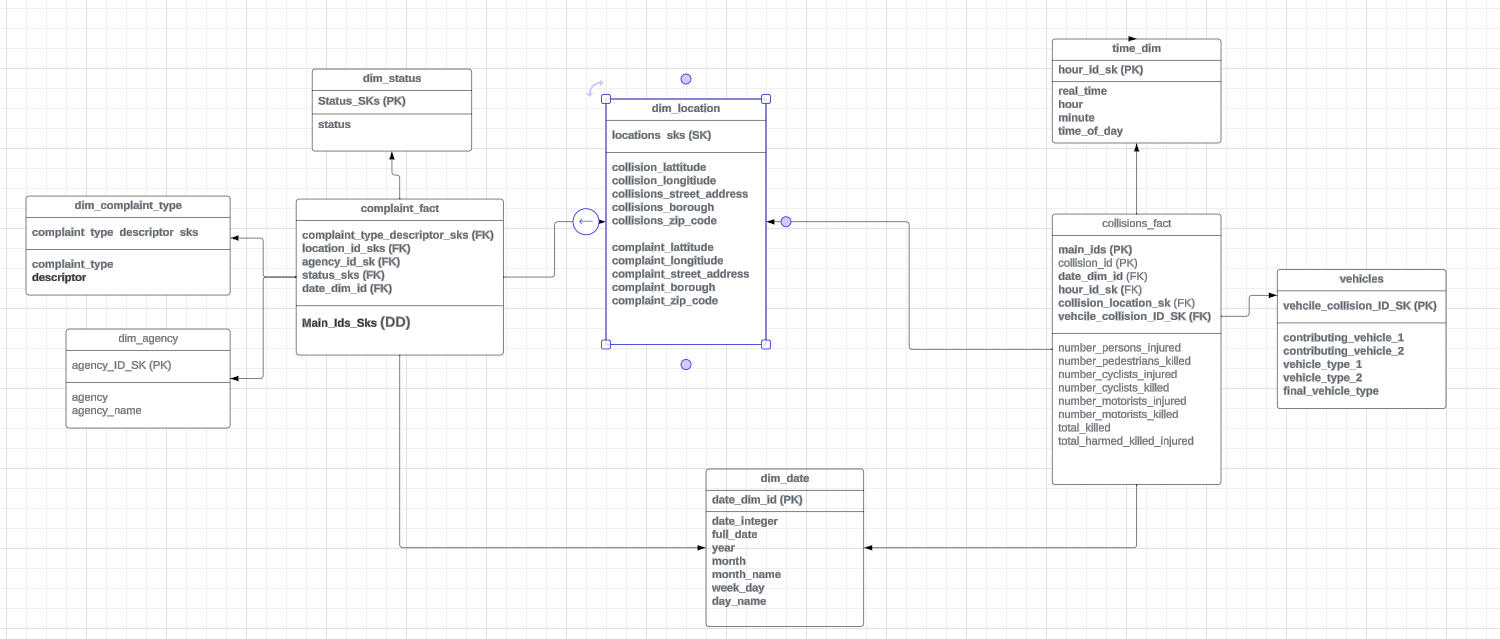 dim_status
Status_SKs (PK)
status
dim_complaint_type
complaint type descriptor sks
complaint_type
descriptor
dim_agency
agency_ID_SK (PK)
agency
agency_name
complaint_fact
complaint_type_descriptor_sks (FK)
location_id_sks (FK)
agency_id_sk (FK)
status_sks (FK)
date_dim_id (FK)
Main_Ids_Sks (DD)
dim_location
locations sks (SK)
collision_lattitude
collision_longitiude
collisions_street_address
collisions_borough
collisions_zip_code
complaint_lattitude
complaint_longitiude
complaint_street_address
complaint_borough
complaint_zip_code
time_dim
hour_id_sk (PK)
real_time
hour
minute
time_of_day
collisions_fact
main_ids (PK)
collision_id (PK)
date_dim_id (FK)
hour_id_sk (FK)
collision_location_sk (FK)
vehcile_collision_ID_SK (FK)
number_persons_injured
number_pedestrians_killed
number_cyclists_injured
number_cyclists_killed
number_motorists_injured
number_motorists_killed
total_killed
total_harmed_killed_injured
vehicles
vehcile_collision_ID_SK (PK)
contributing_vehicle_1
contributing_vehicle_2
vehicle_type_1
vehicle_type_2
final_vehicle_type
dim_date
date_dim_id (PK)
date_integer
full_date
year
month
month_name
week_day
day_name